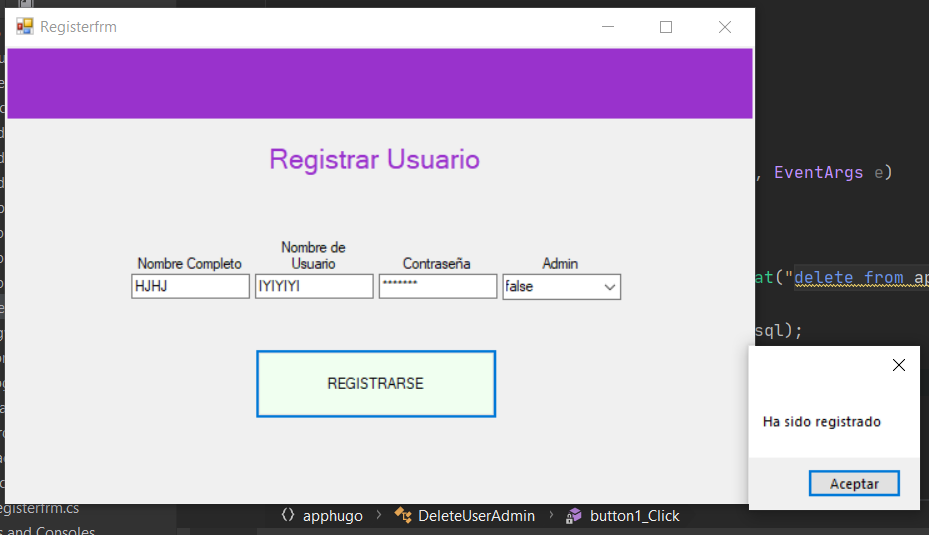 Registerfrm
Registrar Usuario
, EventArgs e)
Nombre Completo
Nombre de
Usuario
Contraseña
Admin
HJHJ
IYIYIYI
*******
false
at("delete from ap
sql);
REGISTRARSE
Ha sido registrado
Aceptar
egisterfrm.cs
s and Consoles
apphugo > DeleteUserAdmin > button1_Click